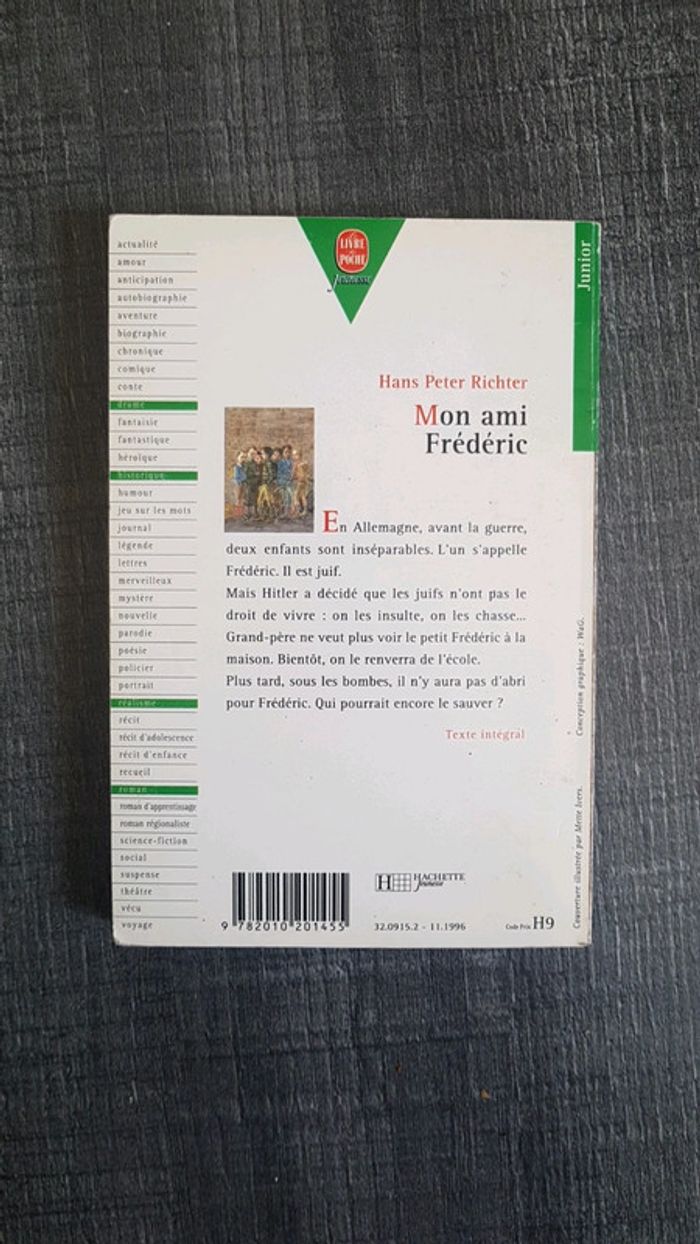 LE LIVRE
DE POCHE
Jeunesse
Junior
actualité
amour
anticipation
autobiographie
aventure
biographie
chronique
comique
conte
drame
fantaisie
fantastique
héroïque
historique
humour
jeu sur les mots
journal
légende
lettres
merveilleux
mystère
nouvelle
parodie
poésie
policier
portrait
réalisme
récit
récit d'adolescence
récit d'enfance
recueil
roman
roman d'apprentissage
roman régionaliste
science-fiction
social
suspense
théâtre
vécu
voyage
Hans Peter Richter
Mon ami
Frédéric
En Allemagne, avant la guerre,
deux enfants sont inséparables. L'un s'appelle
Frédéric. Il est juif.
Mais Hitler a décidé que les juifs n'ont pas le
droit de vivre : on les insulte, on les chasse...
Grand-père ne veut plus voir le petit Frédéric à la
maison. Bientôt, on le renverra de l'école.
Plus tard, sous les bombes, il n'y aura pas d'abri
pour Frédéric. Qui pourrait encore le sauver ?
Texte intégral
H HACHETTE
Jeunesse
9 782010 201455
32.0915.2 - 11.1996
Code Prix H9
Couverture illustrée par Mette Ivers. Conception graphique : WaG.